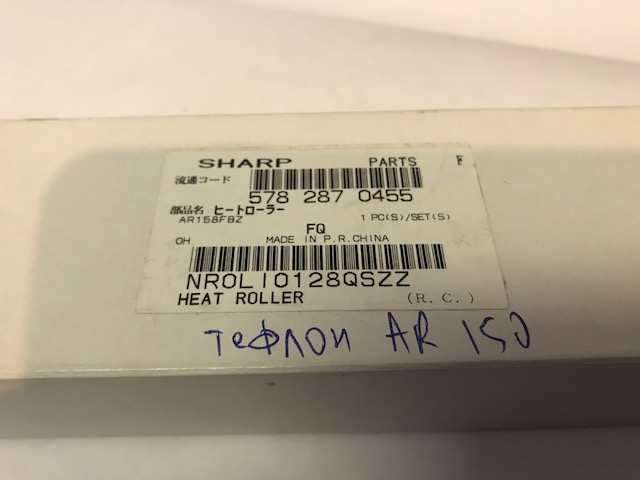 SHARP PARTS F
流通コード
578 287 0455
部品名 ヒートローラー
AR158FBZ 1 PC(S)/SET(S)
FQ
OH MADE IN P.R.CHINA
NROLI0128QSZZ
HEAT ROLLER (R.C.)
тефлон AR 150